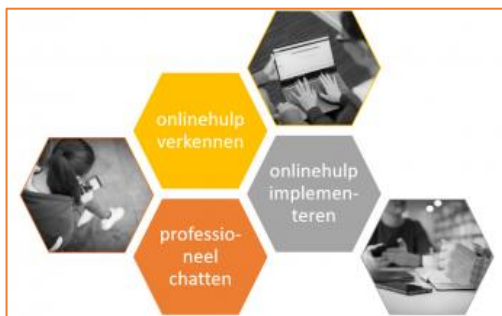 onlinehulp
verkennen
onlinehulp
implemen-
teren
professio-
neel
chatten